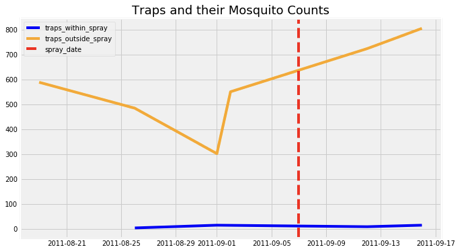 Traps and their Mosquito Counts
traps_within_spray
traps_outside_spray
spray_date
800
700
600
500
400
300
200
100
0
2011-08-21 2011-08-25 2011-08-29 2011-09-01 2011-09-05 2011-09-09 2011-09-13 2011-09-17